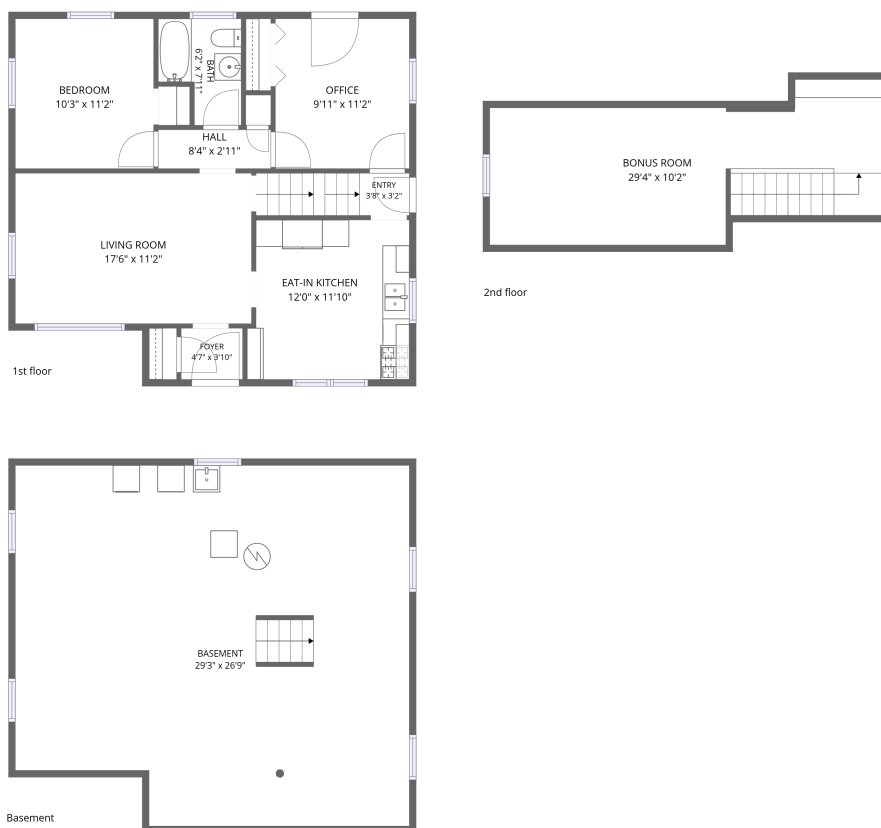 BEDROOM
10'3" x 11'2"
BATH
6'2" x 7'11"
OFFICE
9'11" x 11'2"
HALL
8'4" x 2'11"
ENTRY
3'8" x 3'2"
LIVING ROOM
17'6" x 11'2"
EAT-IN KITCHEN
12'0" x 11'10"
FOYER
4'7" x 3'10"
1st floor
BONUS ROOM
29'4" x 10'2"
2nd floor
BASEMENT
29'3" x 26'9"
Basement